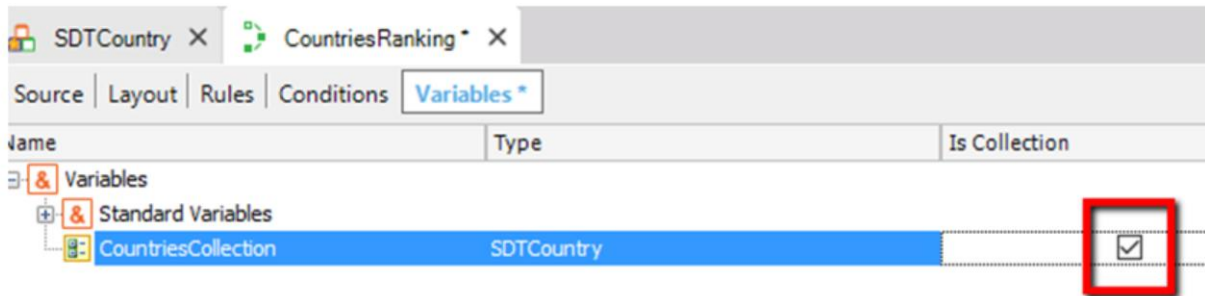 SDTCountry CountriesRanking *
Source Layout Rules Conditions Variables *
Name Type Is Collection
Variables
Standard Variables
CountriesCollection SDTCountry